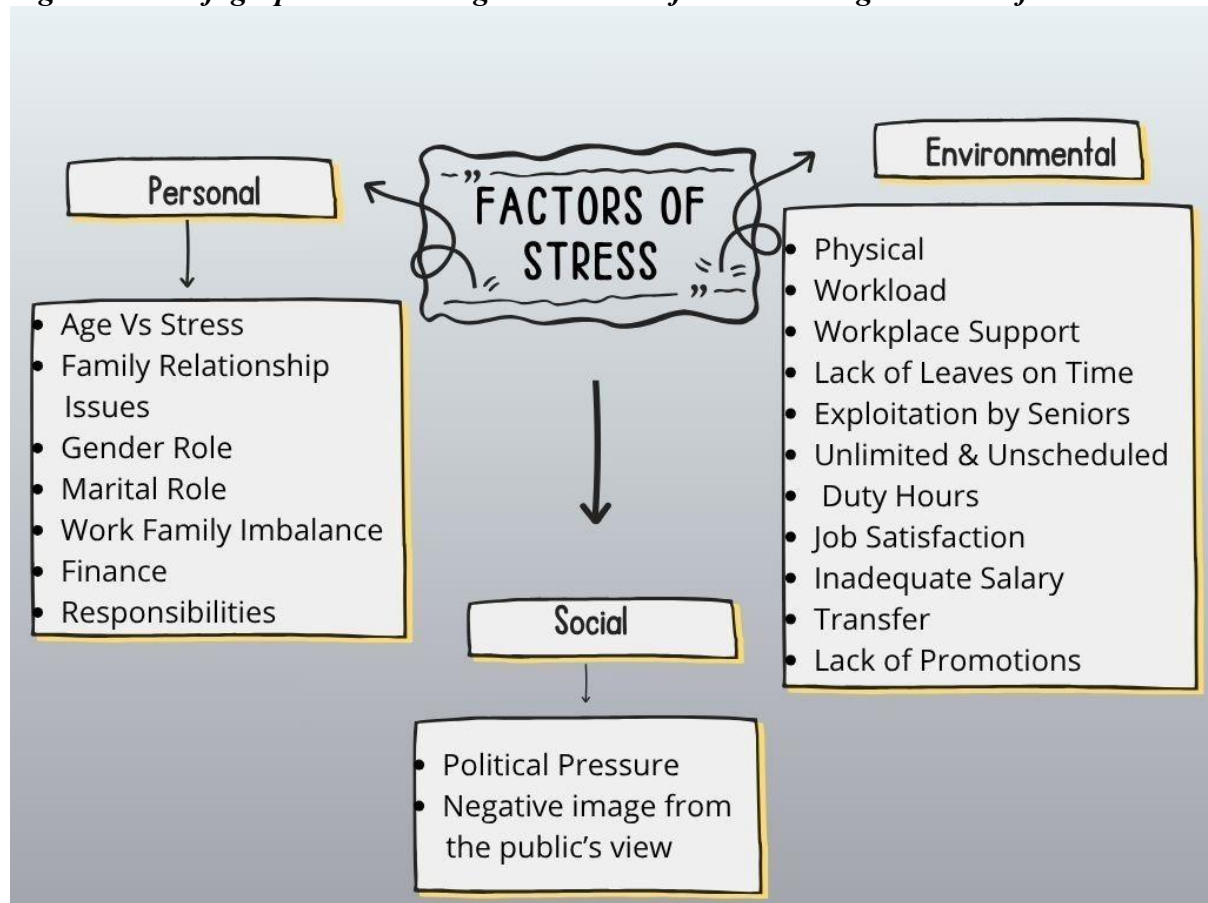 FACTORS OF
STRESS
Personal
• Age Vs Stress
• Family Relationship
Issues
• Gender Role
• Marital Role
• Work Family Imbalance
• Finance
• Responsibilities
Environmental
• Physical
• Workload
• Workplace Support
• Lack of Leaves on Time
• Exploitation by Seniors
• Unlimited & Unscheduled
• Duty Hours
• Job Satisfaction
• Inadequate Salary
• Transfer
• Lack of Promotions
Social
• Political Pressure
• Negative image from
the public’s view